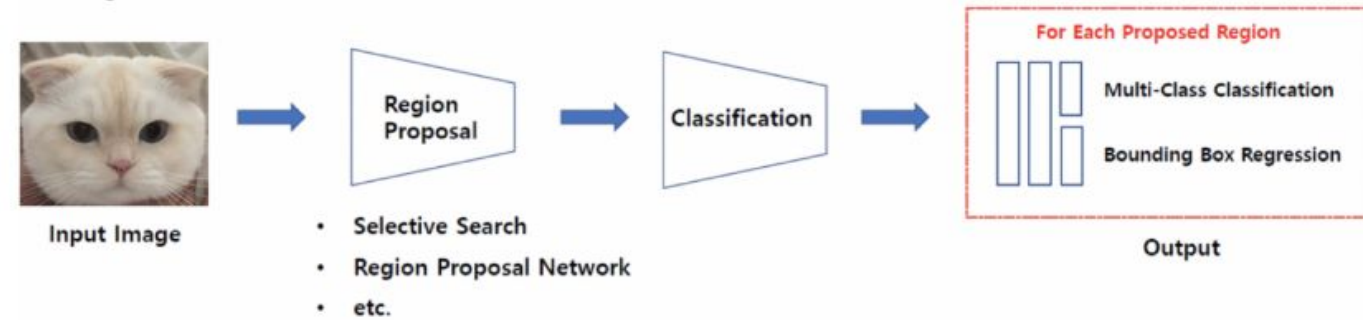 For Each Proposed Region
Region
Proposal
Classification
Multi-Class Classification
Bounding Box Regression
Input Image
• Selective Search
• Region Proposal Network
• etc.
Output